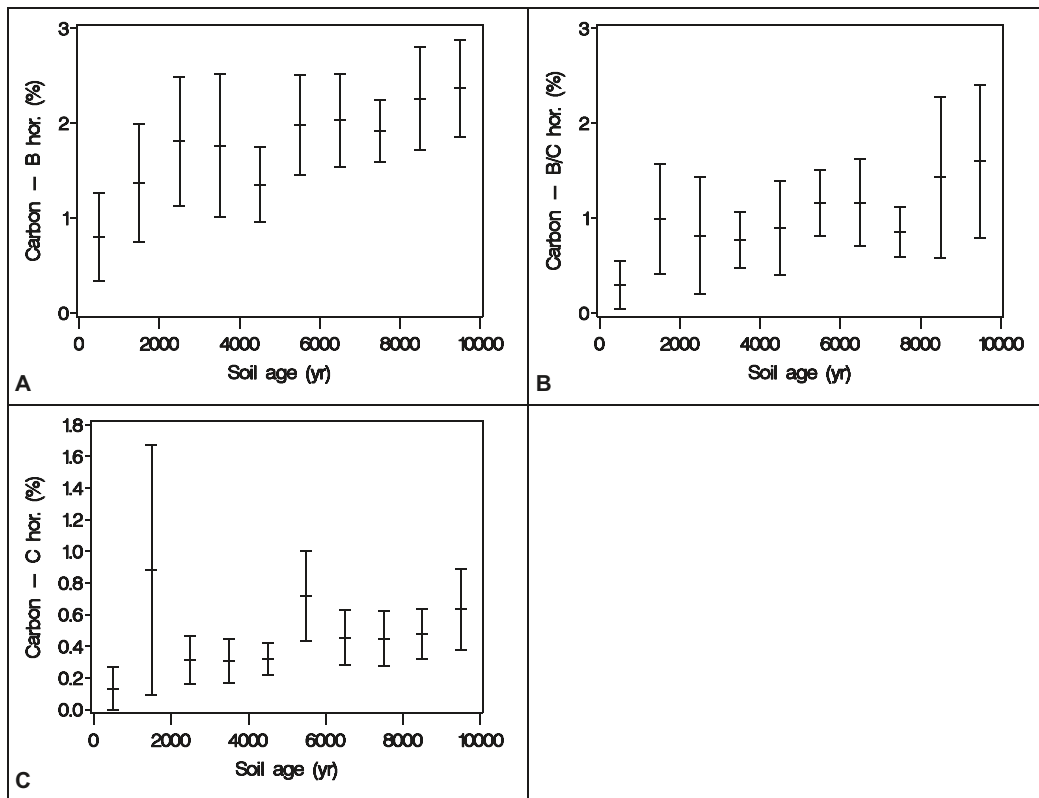 Carbon — B hor. (%)
3
2
1
0
0 2000 4000 6000 8000 10000
Soil age (yr)
A
Carbon — B/C hor. (%)
3
2
1
0
0 2000 4000 6000 8000 10000
Soil age (yr)
B
Carbon — C hor. (%)
1.8
1.6
1.4
1.2
1.0
0.8
0.6
0.4
0.2
0.0
0 2000 4000 6000 8000 10000
Soil age (yr)
C